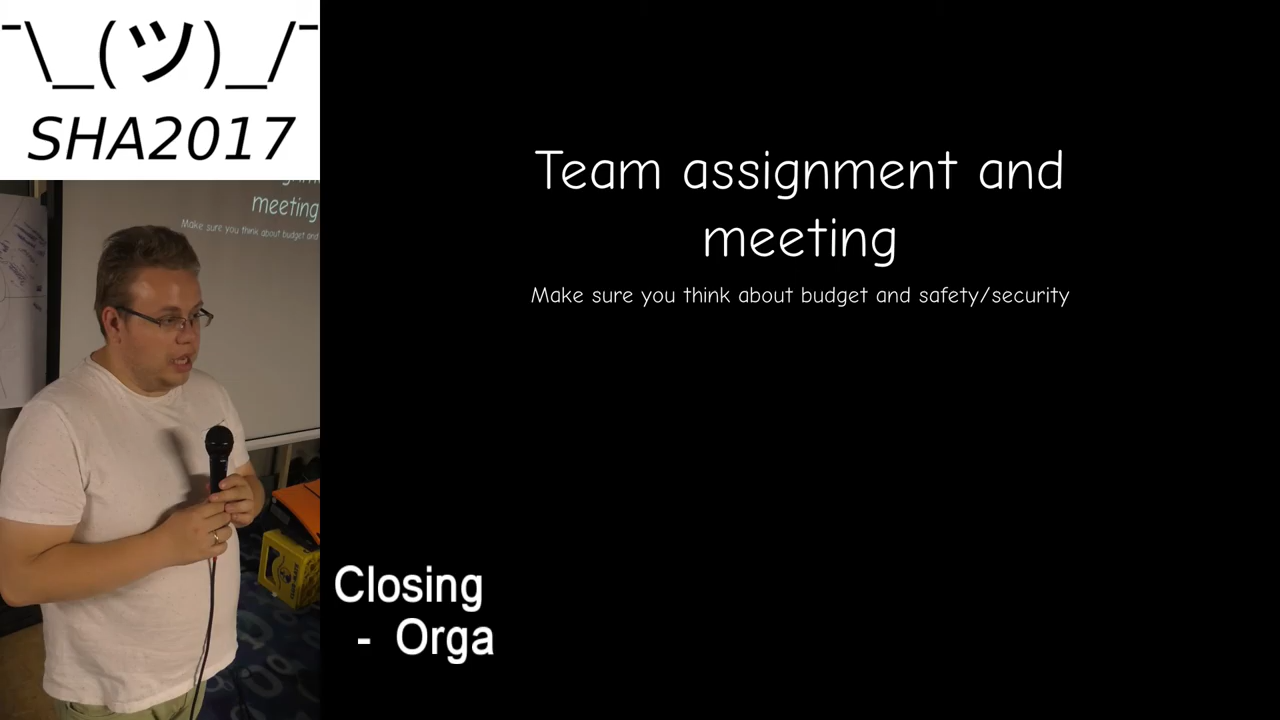 ¯\_(ツ)_/¯
SHA2017
meeting
Make sure you think about budget and
Team assignment and
meeting
Make sure you think about budget and safety/security
Closing
- Orga